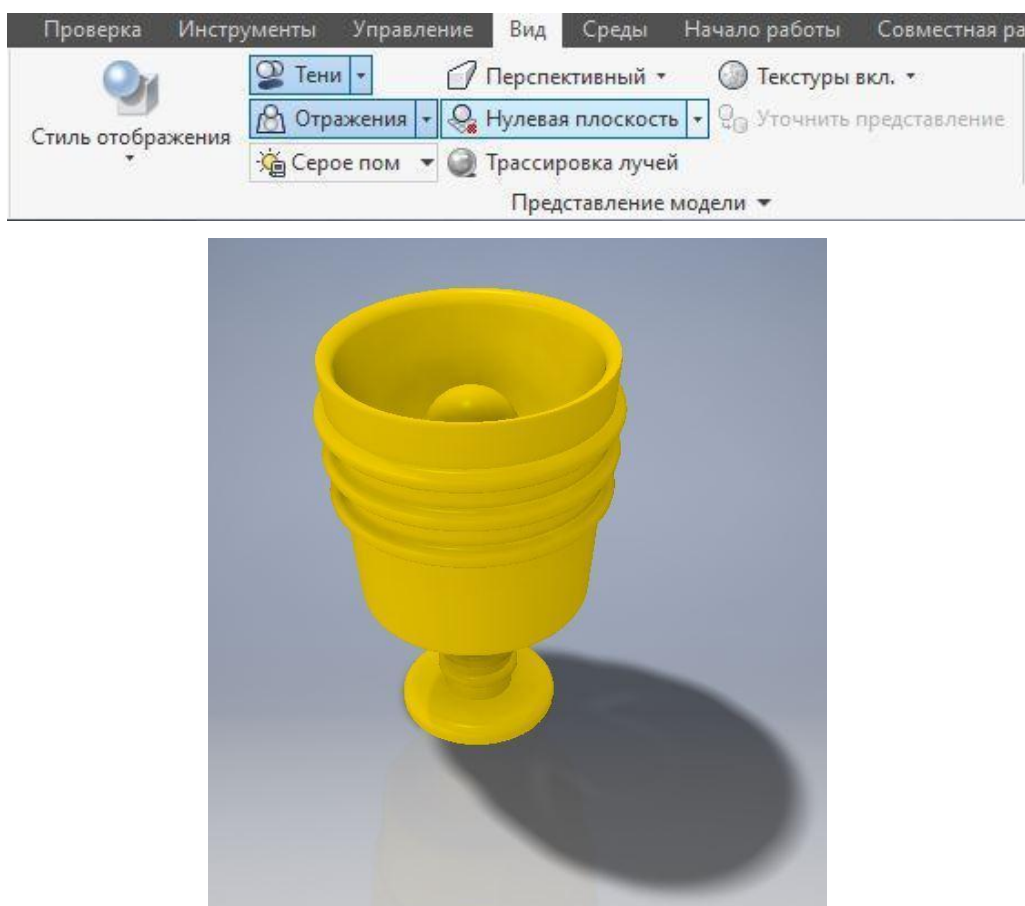 Проверка Инструменты Управление Вид Среды Начало работы Совместная ра
Тени Перспективный Текстуры вкл.
Стиль отображения Отражения Нулевая плоскость Уточнить представление
Серое пом Трассировка лучей
Представление модели